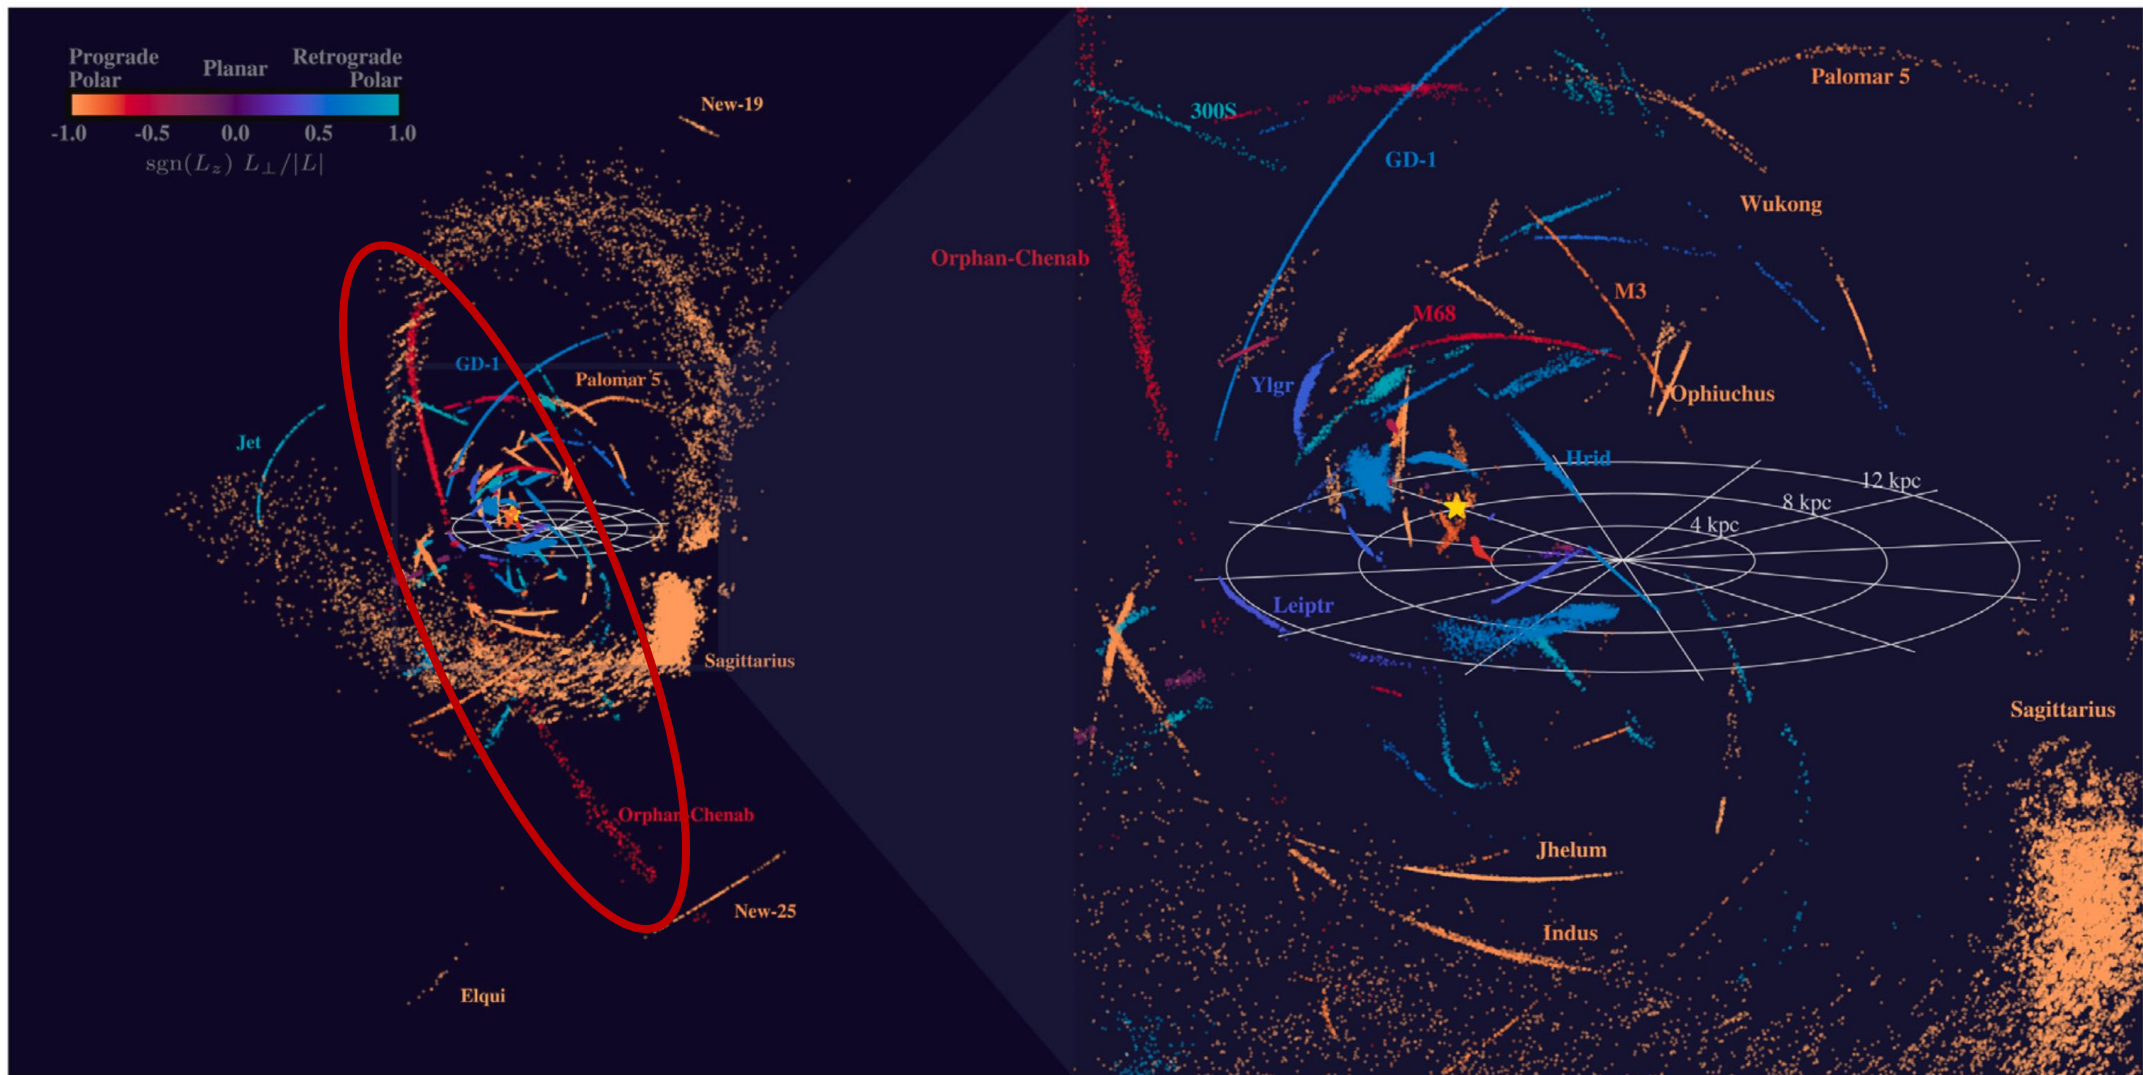 Prograde Polar
Planar
Retrograde Polar
-1.0 -0.5 0.0 0.5 1.0
sgn(L_z) L_⊥/|L|
New-19
GD-1
Palomar 5
Jet
Sagittarius
Orphan-Chenab
New-25
Elqui
Palomar 5
300S
GD-1
Wukong
Orphan-Chenab
M3
M68
Ylgr
Ophiuchus
Hrid
12 kpc
8 kpc
4 kpc
Leiptr
Sagittarius
Jhelum
Indus